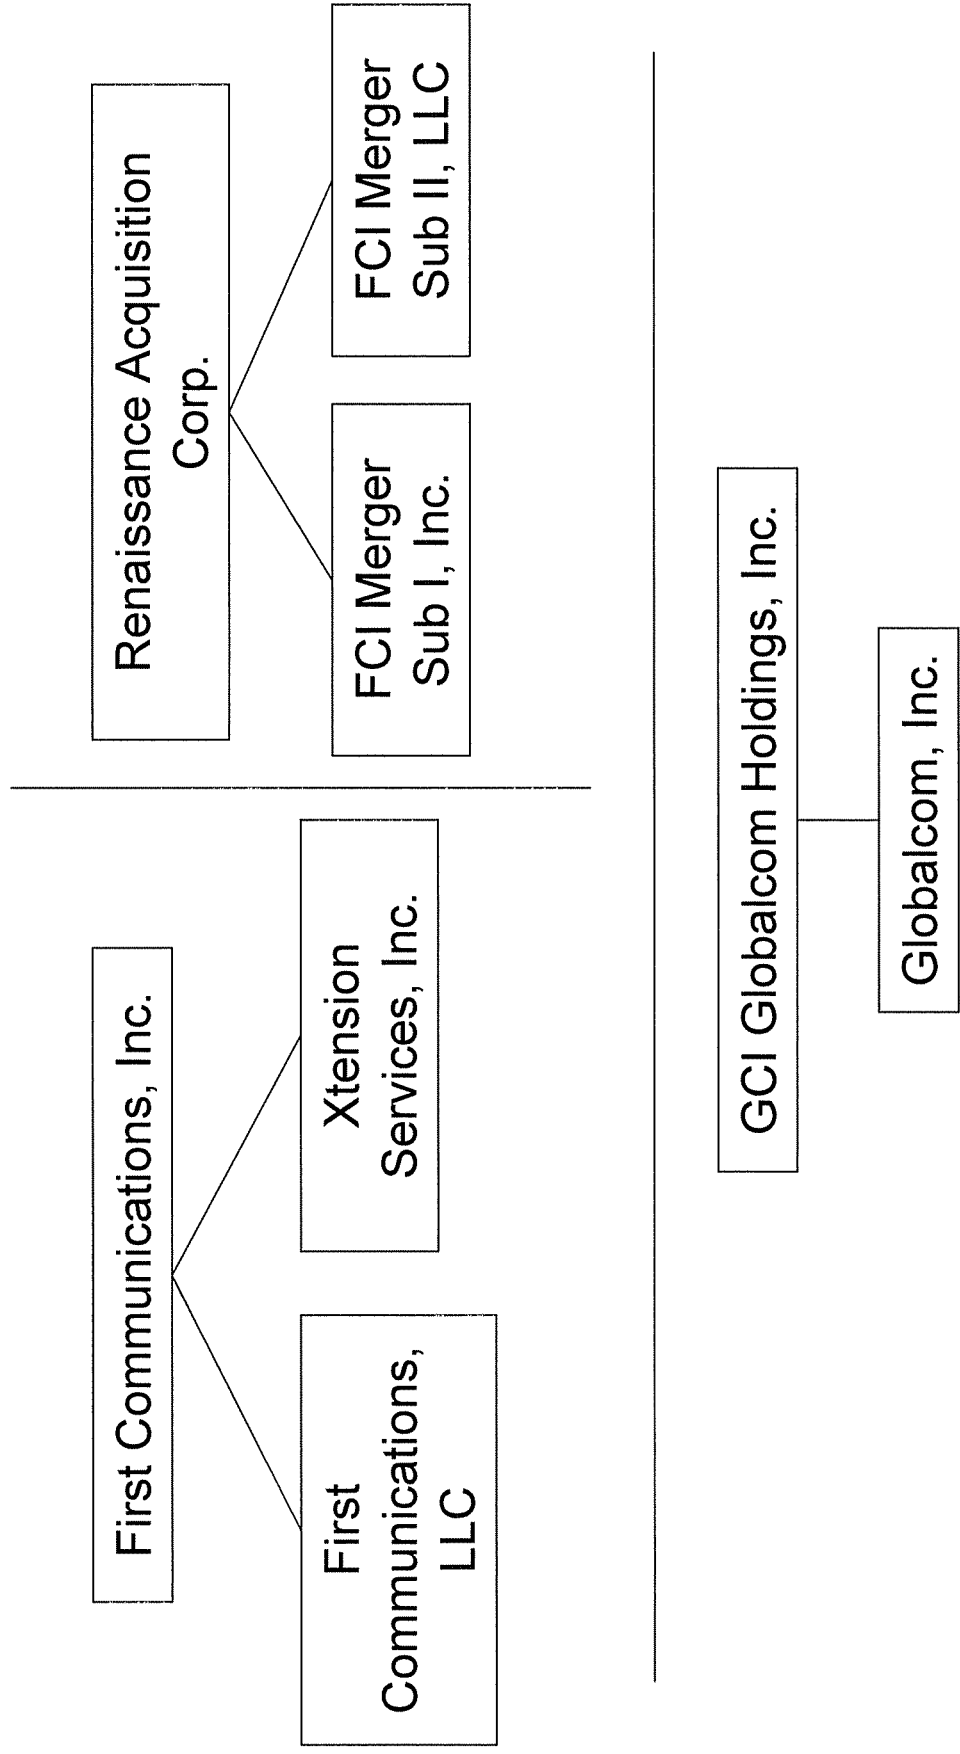 First Communications, Inc.
First
Communications,
LLC
Xtension
Services, Inc.
Renaissance Acquisition
Corp.
FCI Merger
Sub I, Inc.
FCI Merger
Sub II, LLC
GCI Globalcom Holdings, Inc.
Globalcom, Inc.